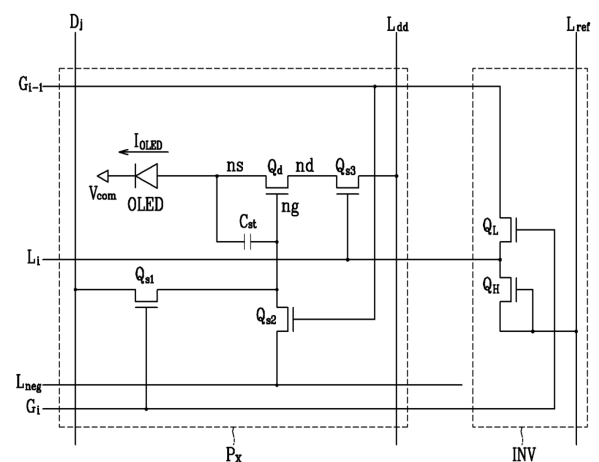 Dj
Ldd
Lref
Gi-1
IOLED
ns
Qd
nd
Qs3
Vcom
OLED
ng
Cst
QL
Li
Qs1
QH
Qs2
Lneg
Gi
Px
INV